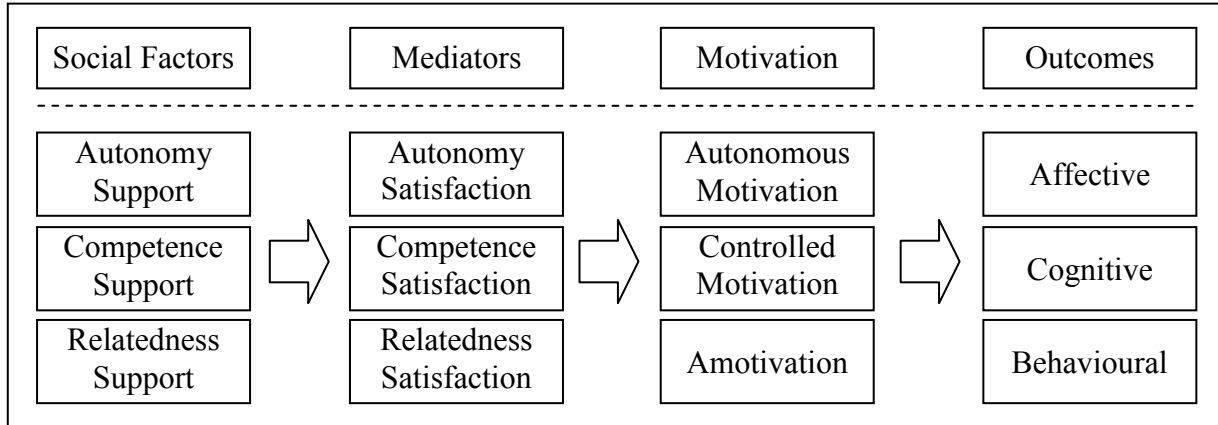 Social Factors
Mediators
Motivation
Outcomes
Autonomy
Support
Autonomy
Satisfaction
Autonomous
Motivation
Affective
Competence
Support
Competence
Satisfaction
Controlled
Motivation
Cognitive
Relatedness
Support
Relatedness
Satisfaction
Amotivation
Behavioural